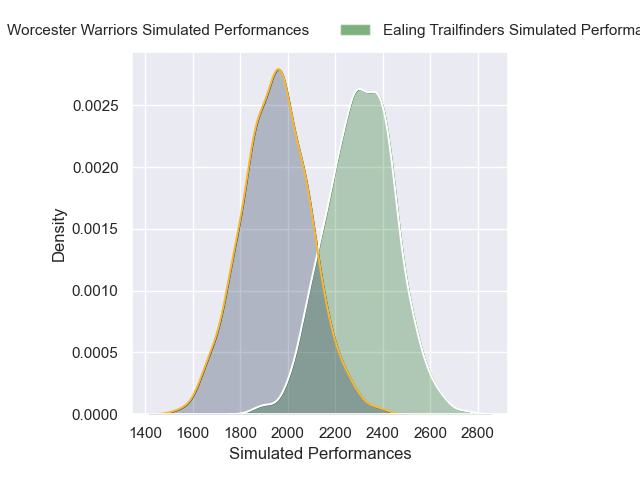 Worcester Warriors Simulated Performances
Ealing Trailfinders Simulated Performa
0.0025
0.0020
0.0015
0.0010
0.0005
0.0000
Density
1400 1600 1800 2000 2200 2400 2600 2800
Simulated Performances